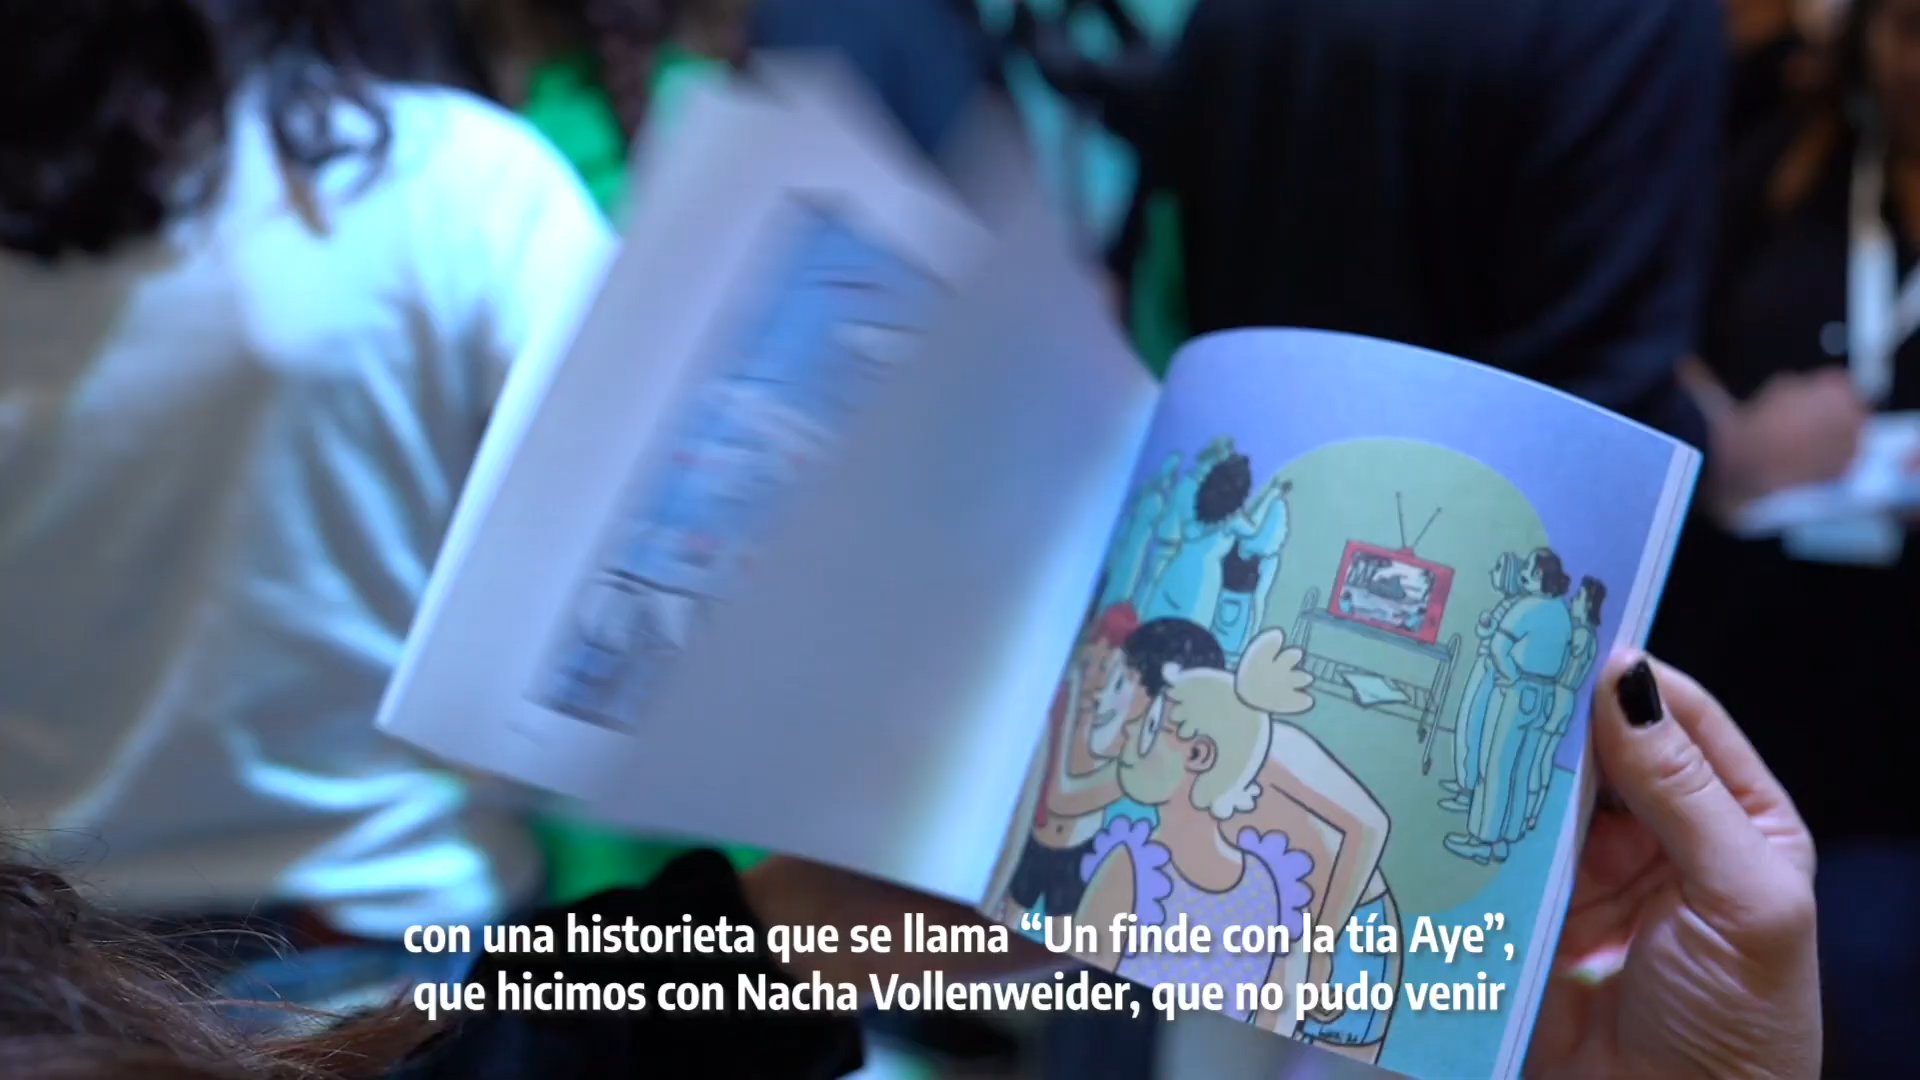 con una historieta que se llama “Un finde con la tía Aye”,
que hicimos con Nacha Vollenweider, que no pudo venir